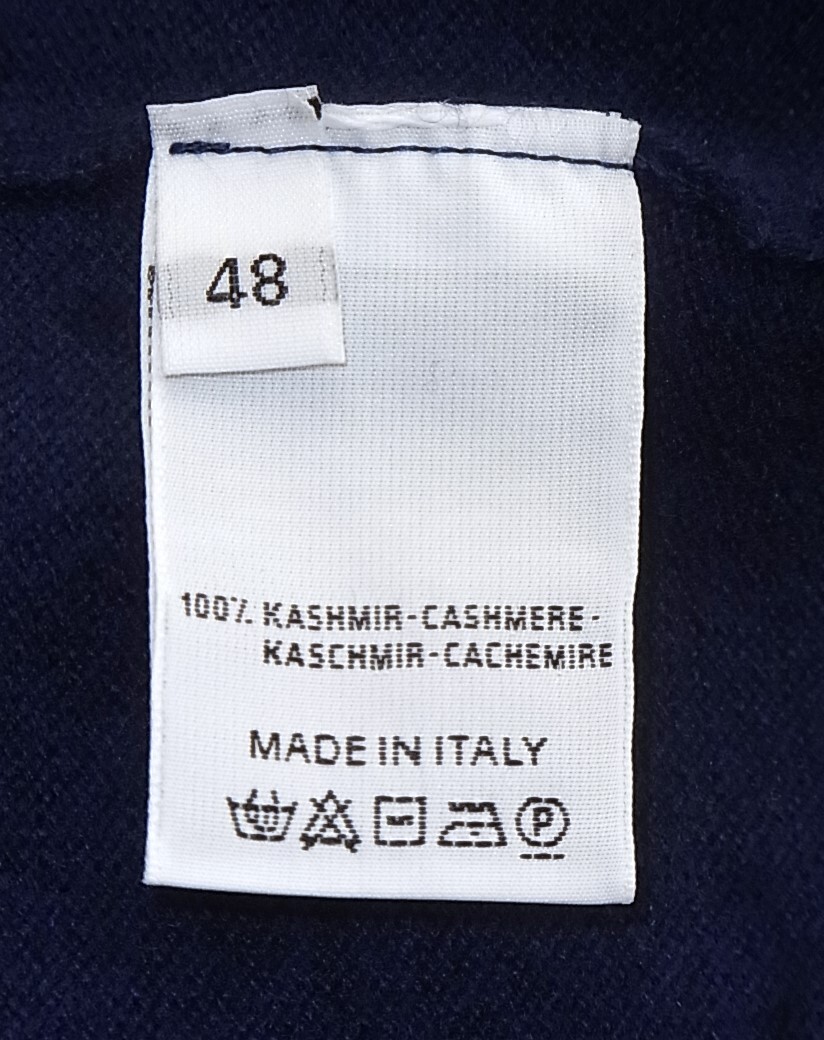 48
100% KASHMIR-CASHMERE-
KASCHMIR-CACHEMIRE
MADE IN ITALY
P